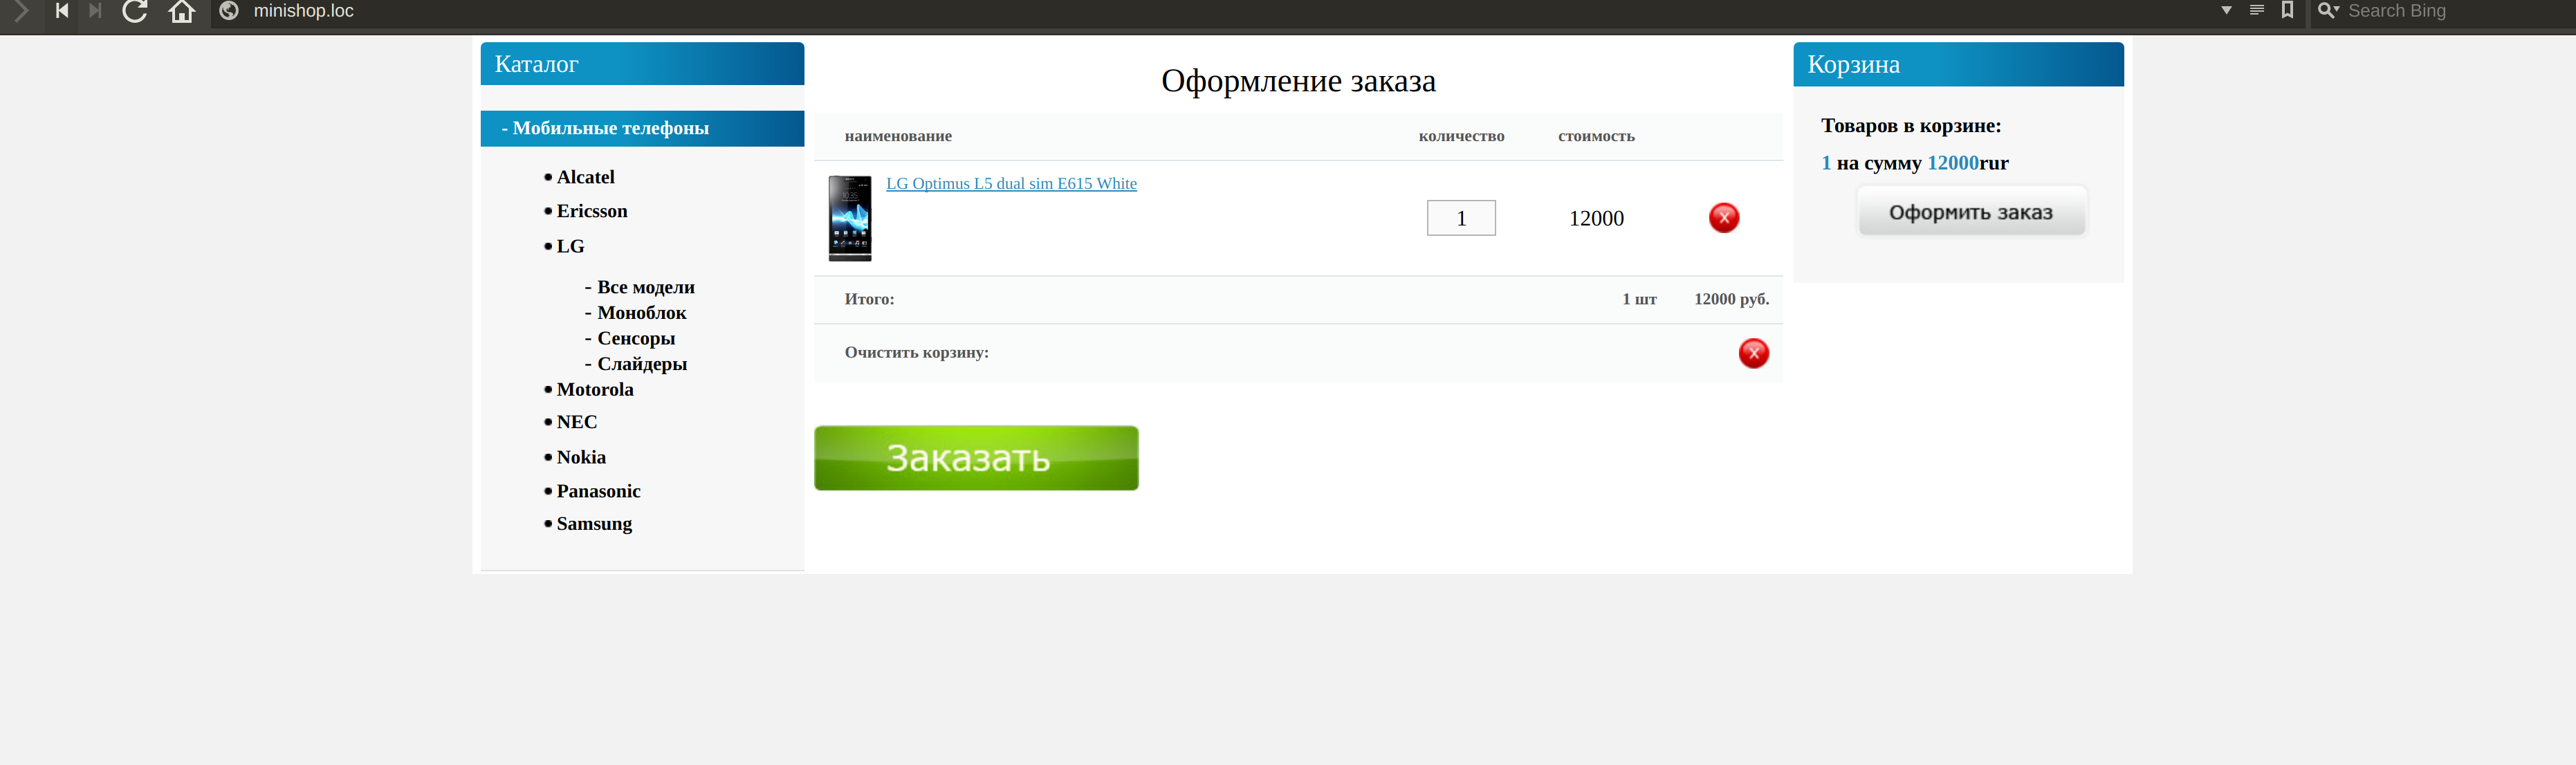 minishop.loc
Search Bing
Каталог
- Мобильные телефоны
Alcatel
Ericsson
LG
- Все модели
- Моноблок
- Сенсоры
- Слайдеры
Motorola
NEC
Nokia
Panasonic
Samsung
Оформление заказа
наименование количество стоимость
LG Optimus L5 dual sim E615 White
1 12000 x
Итого: 1 шт 12000 руб.
Очистить корзину: x
Заказать
Корзина
Товаров в корзине:
1 на сумму 12000rur
Оформить заказ